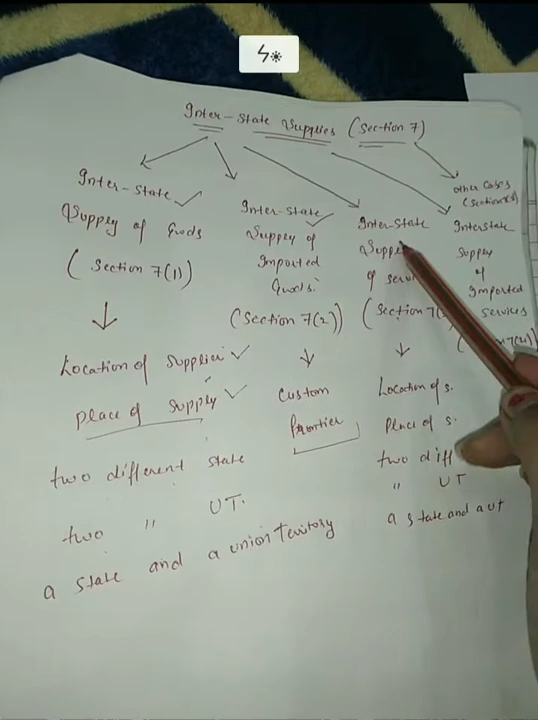 Inter-State Supplies (Section 7)
Inter-State
Supply of Goods
(Section 7(1))
Location of Supplier
Place of Supply
two different state
two " UT.
a state and a union Territory
Inter-State
Supply of
Imported
Goods.
(Section 7(2))
Custom
Frontier
Inter-State
of
(Section
Location of S.
Place of S.
two diff
" UT
a state and a UT
other Cases
Interstate
Supply
of
Imported
Services